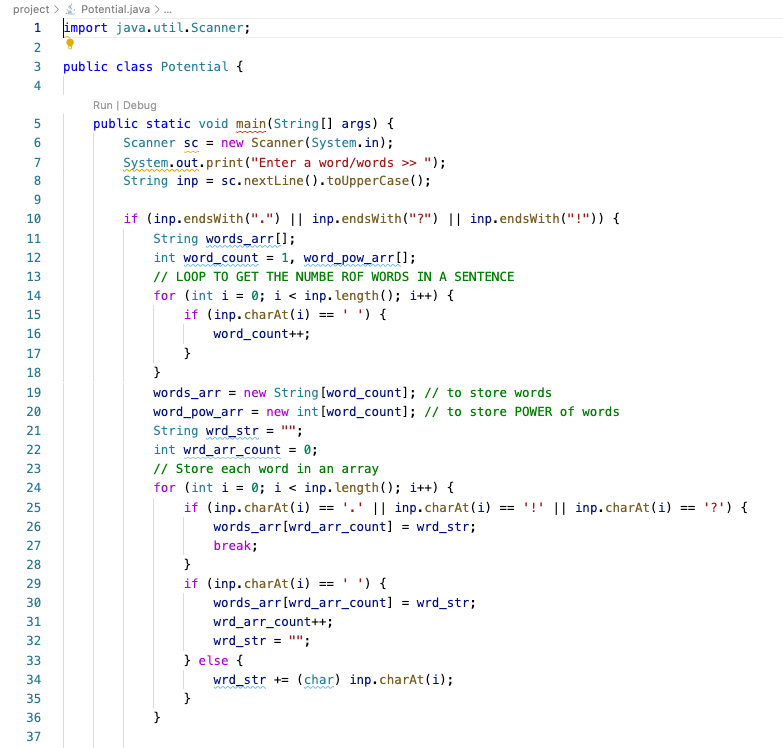 project > Potential.java > ...
1 import java.util.Scanner;
2
3 public class Potential {
4
Run | Debug
5     public static void main(String[] args) {
6         Scanner sc = new Scanner(System.in);
7         System.out.print("Enter a word/words >> ");
8         String inp = sc.nextLine().toUpperCase();
9
10         if (inp.endsWith(".") || inp.endsWith("?") || inp.endsWith("!")) {
11             String words_arr[];
12             int word_count = 1, word_pow_arr[];
13             // LOOP TO GET THE NUMBE ROF WORDS IN A SENTENCE
14             for (int i = 0; i < inp.length(); i++) {
15                 if (inp.charAt(i) == ' ') {
16                     word_count++;
17                 }
18             }
19             words_arr = new String[word_count]; // to store words
20             word_pow_arr = new int[word_count]; // to store POWER of words
21             String wrd_str = "";
22             int wrd_arr_count = 0;
23             // Store each word in an array
24             for (int i = 0; i < inp.length(); i++) {
25                 if (inp.charAt(i) == '.' || inp.charAt(i) == '!' || inp.charAt(i) == '?') {
26                     words_arr[wrd_arr_count] = wrd_str;
27                     break;
28                 }
29                 if (inp.charAt(i) == ' ') {
30                     words_arr[wrd_arr_count] = wrd_str;
31                     wrd_arr_count++;
32                     wrd_str = "";
33                 } else {
34                     wrd_str += (char) inp.charAt(i);
35                 }
36             }
37